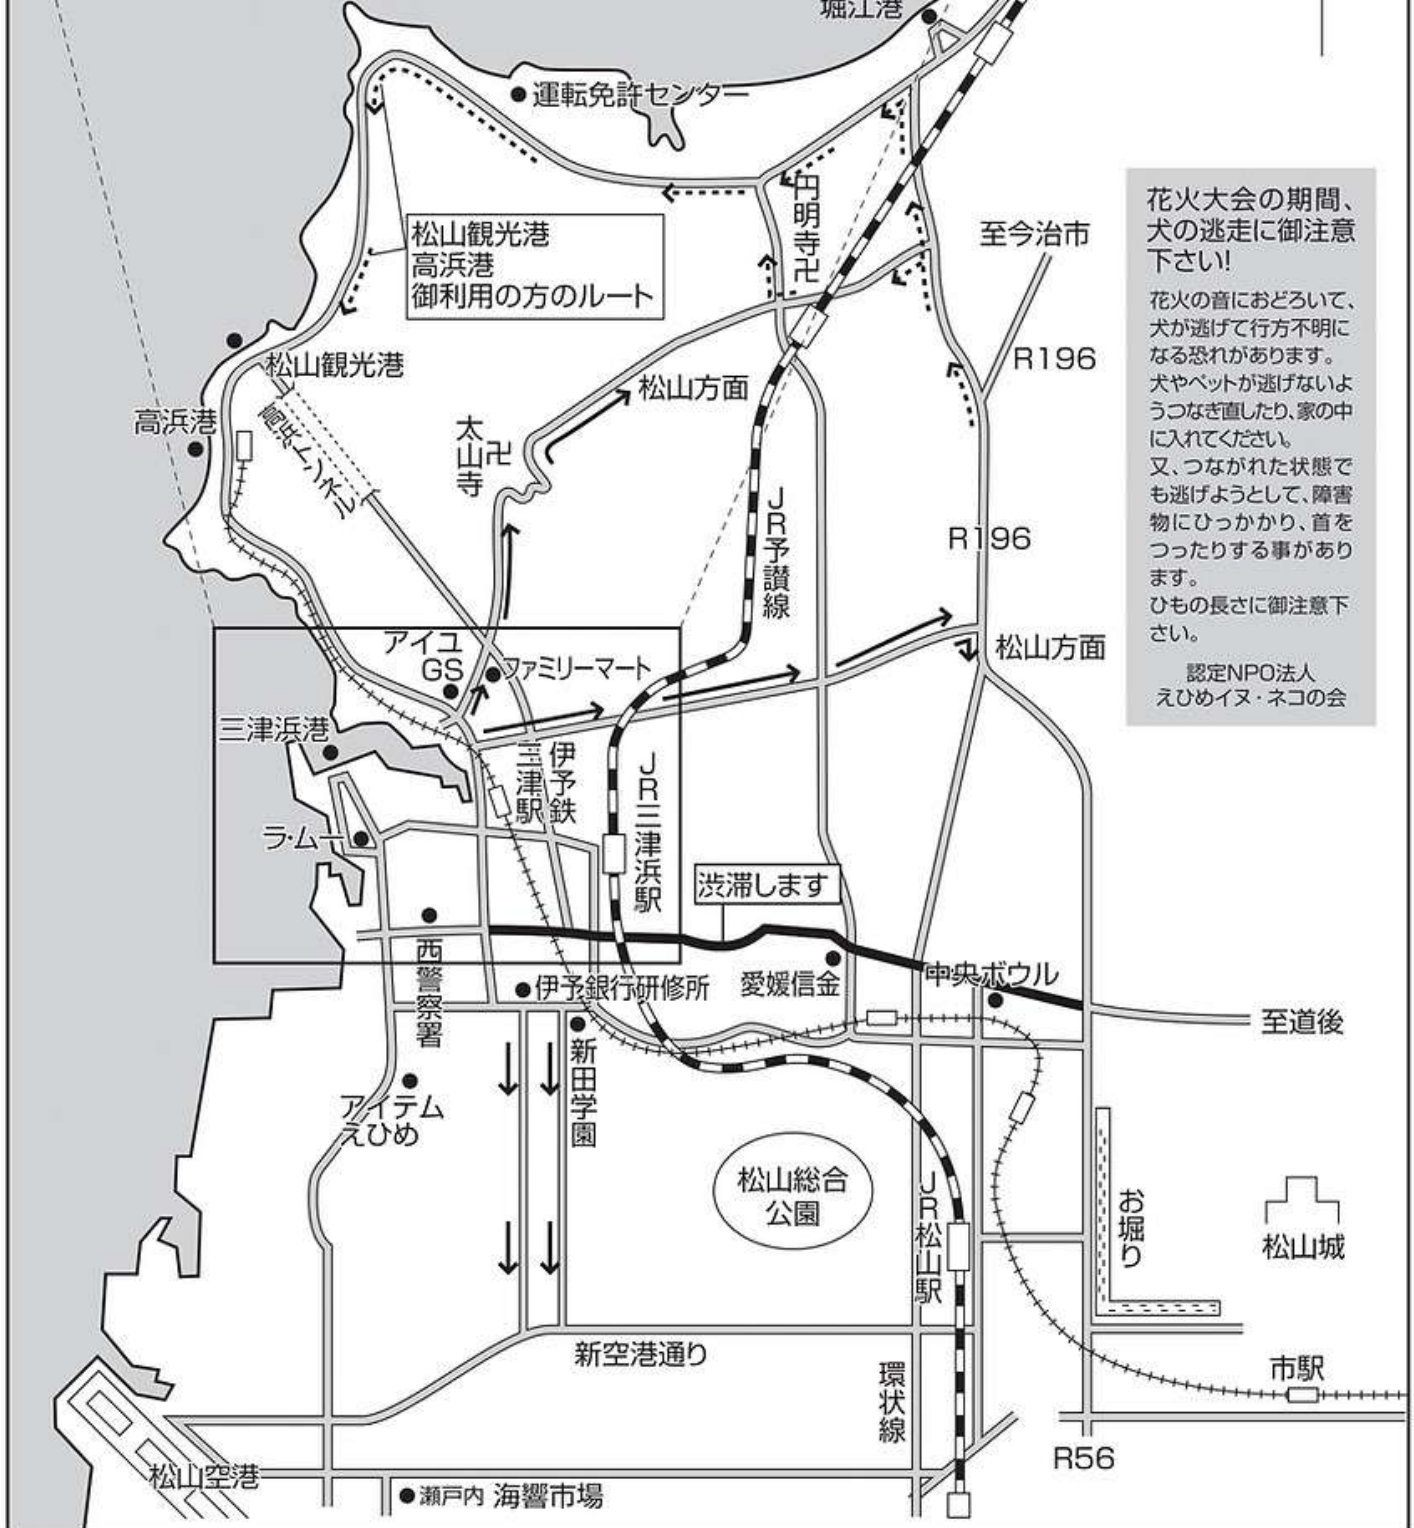 堀江港
運転免許センター
円明寺卍
松山観光港
高浜港
御利用の方のルート
至今治市
花火大会の期間、
犬の逃走に御注意
下さい!
花火の音におどろいて、
犬が逃げて行方不明に
なる恐れがあります。
犬やペットが逃げないよ
うつなぎ直したり、家の中
に入れてください。
又、つながれた状態で
も逃げようとして、障害
物にひっかかり、首を
つったりする事があり
ます。
ひもの長さに御注意下
さい。
認定NPO法人
えひめイヌ・ネコの会
R196
松山観光港
高浜港
高浜トンネル
松山方面
太山寺
卍
JR予讃線
R196
アイユ
GS
ファミリーマート
松山方面
三津浜港
伊予鉄
三津駅
JR三津浜駅
ラ・ムー
渋滞します
西警察署
伊予銀行研修所
愛媛信金
中央ボウル
至道後
新田学園
アイテム
えひめ
松山総合
公園
JR松山駅
お堀り
松山城
新空港通り
環状線
市駅
R56
松山空港
瀬戸内 海響市場